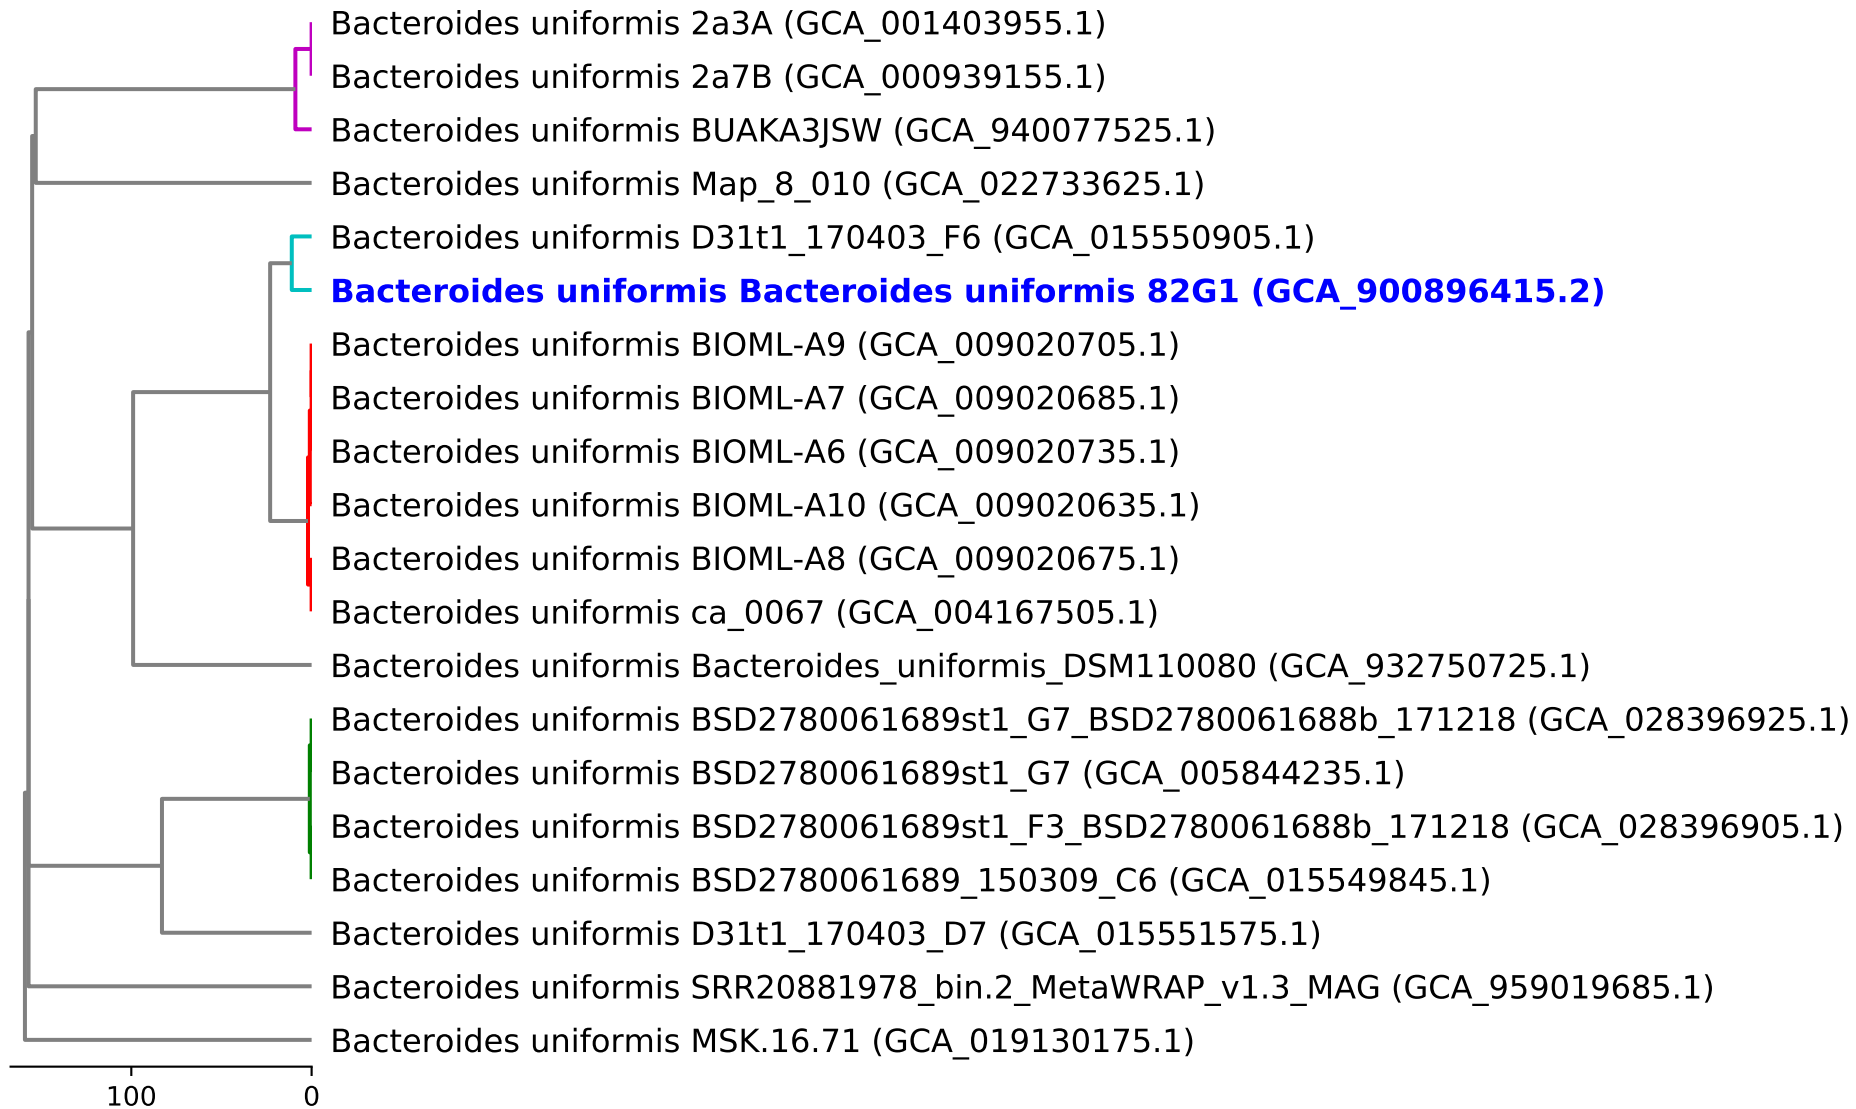 Bacteroides uniformis 2a3A (GCA_001403955.1)
Bacteroides uniformis 2a7B (GCA_000939155.1)
Bacteroides uniformis BUAKA3JSW (GCA_940077525.1)
Bacteroides uniformis Map_8_010 (GCA_022733625.1)
Bacteroides uniformis D31t1_170403_F6 (GCA_015550905.1)
Bacteroides uniformis Bacteroides uniformis 82G1 (GCA_900896415.2)
Bacteroides uniformis BIOML-A9 (GCA_009020705.1)
Bacteroides uniformis BIOML-A7 (GCA_009020685.1)
Bacteroides uniformis BIOML-A6 (GCA_009020735.1)
Bacteroides uniformis BIOML-A10 (GCA_009020635.1)
Bacteroides uniformis BIOML-A8 (GCA_009020675.1)
Bacteroides uniformis ca_0067 (GCA_004167505.1)
Bacteroides uniformis Bacteroides_uniformis_DSM110080 (GCA_932750725.1)
Bacteroides uniformis BSD2780061689st1_G7_BSD2780061688b_171218 (GCA_028396925.1)
Bacteroides uniformis BSD2780061689st1_G7 (GCA_005844235.1)
Bacteroides uniformis BSD2780061689st1_F3_BSD2780061688b_171218 (GCA_028396905.1)
Bacteroides uniformis BSD2780061689_150309_C6 (GCA_015549845.1)
Bacteroides uniformis D31t1_170403_D7 (GCA_015551575.1)
Bacteroides uniformis SRR20881978_bin.2_MetaWRAP_v1.3_MAG (GCA_959019685.1)
Bacteroides uniformis MSK.16.71 (GCA_019130175.1)
100 0